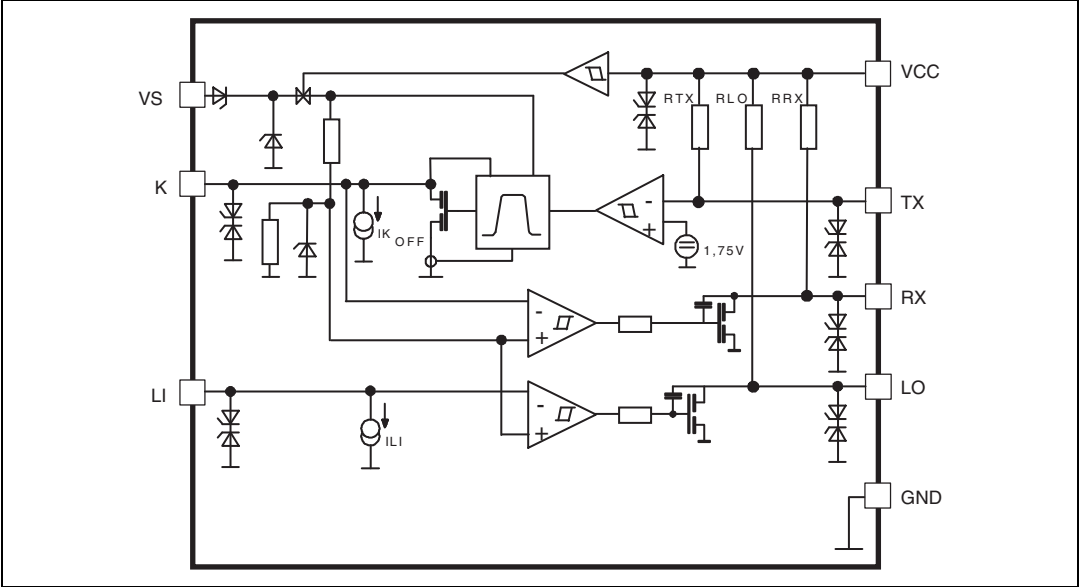 VCC
VS
RTX RLO RRX
K
TX
IK
OFF
-
+
1,75V
RX
-
+
LI
LO
-
+
ILI
GND